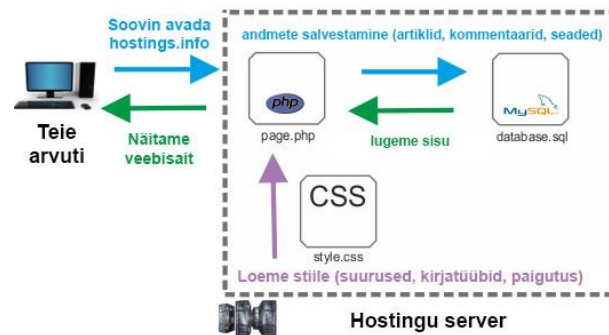 Soovin avada
hostings.info
andmete salvestamine (artiklid, kommentaarid, seaded)
php
MySQL
Teie
arvuti
Näitame
veebisait
page.php
lugeme sisu
database.sql
CSS
style.css
Loeme stiile (suurused, kirjatüübid, paigutus)
Hostingu server